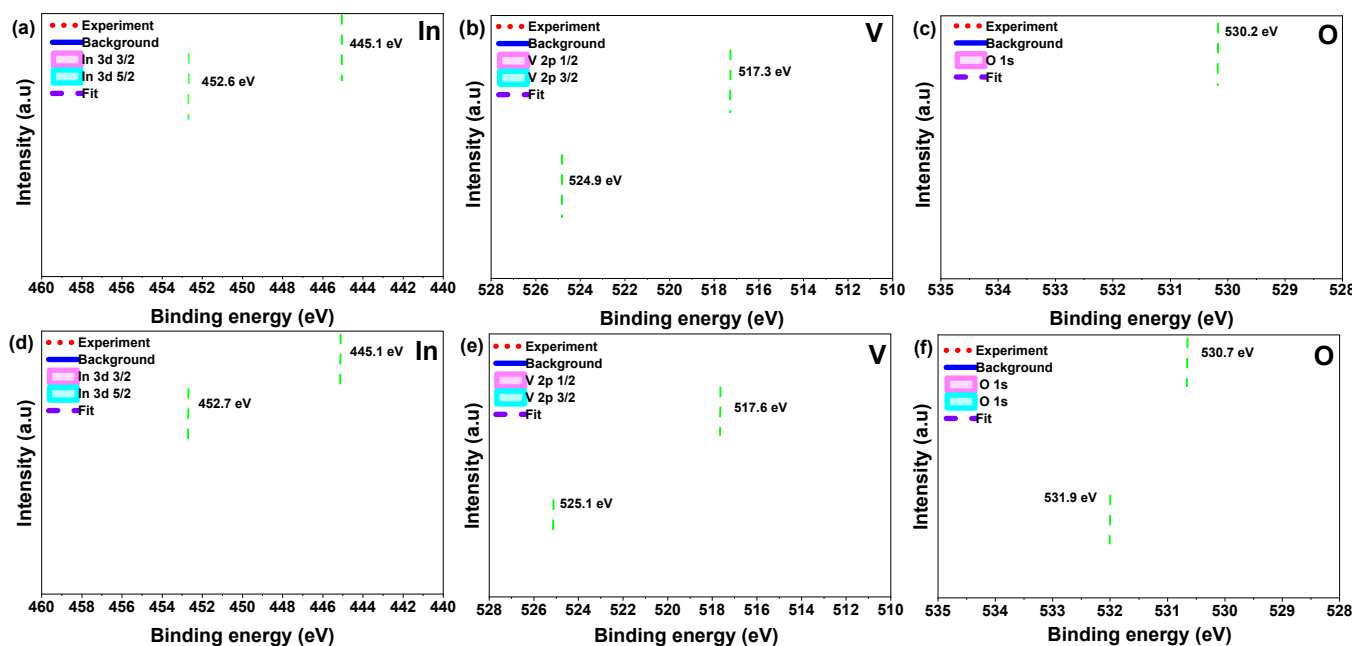 (a)
Experiment
Background
In 3d 3/2
In 3d 5/2
Fit
452.6 eV
445.1 eV
In
Intensity (a.u)
460 458 456 454 452 450 448 446 444 442 440
Binding energy (eV)
(b)
Experiment
Background
V 2p 1/2
V 2p 3/2
Fit
517.3 eV
524.9 eV
V
Intensity (a.u)
528 526 524 522 520 518 516 514 512 510
Binding energy (eV)
(c)
Experiment
Background
O 1s
Fit
530.2 eV
O
Intensity (a.u)
535 534 533 532 531 530 529 528
Binding energy (eV)
(d)
Experiment
Background
In 3d 3/2
In 3d 5/2
Fit
452.7 eV
445.1 eV
In
Intensity (a.u)
460 458 456 454 452 450 448 446 444 442 440
Binding energy (eV)
(e)
Experiment
Background
V 2p 1/2
V 2p 3/2
Fit
517.6 eV
525.1 eV
V
Intensity (a.u)
528 526 524 522 520 518 516 514 512 510
Binding energy (eV)
(f)
Experiment
Background
O 1s
O 1s
Fit
530.7 eV
531.9 eV
O
Intensity (a.u)
535 534 533 532 531 530 529 528
Binding energy (eV)